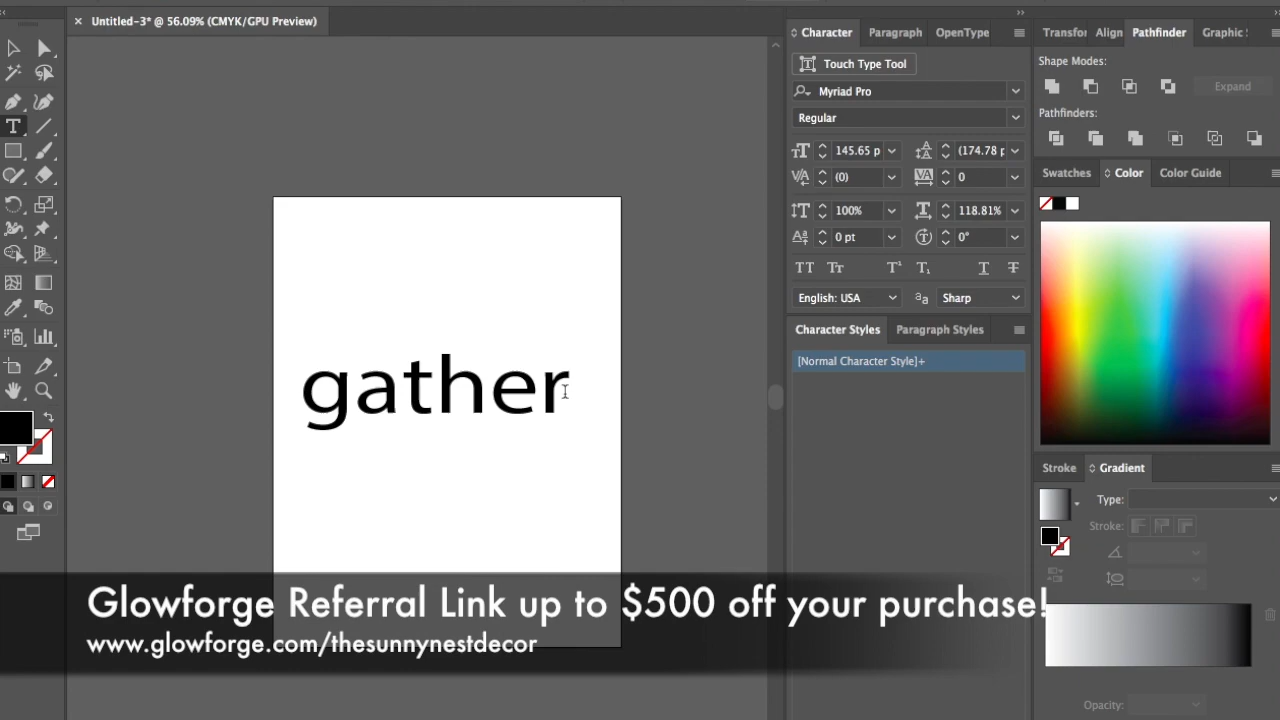 × Untitled-3* @ 56.09% (CMYK/GPU Preview)
Character Paragraph OpenType
Touch Type Tool
Myriad Pro
Regular
145.65 p (174.78 p
(0) 0
100% 118.81%
0 pt 0°
English: USA Sharp
Character Styles Paragraph Styles
[Normal Character Style]+
Transfor Align Pathfinder Graphic
Shape Modes:
Expand
Pathfinders:
Swatches Color Color Guide
Stroke Gradient
Type:
Stroke:
Opacity:
gather
Glowforge Referral Link up to $500 off your purchase!
www.glowforge.com/thesunnynestdecor